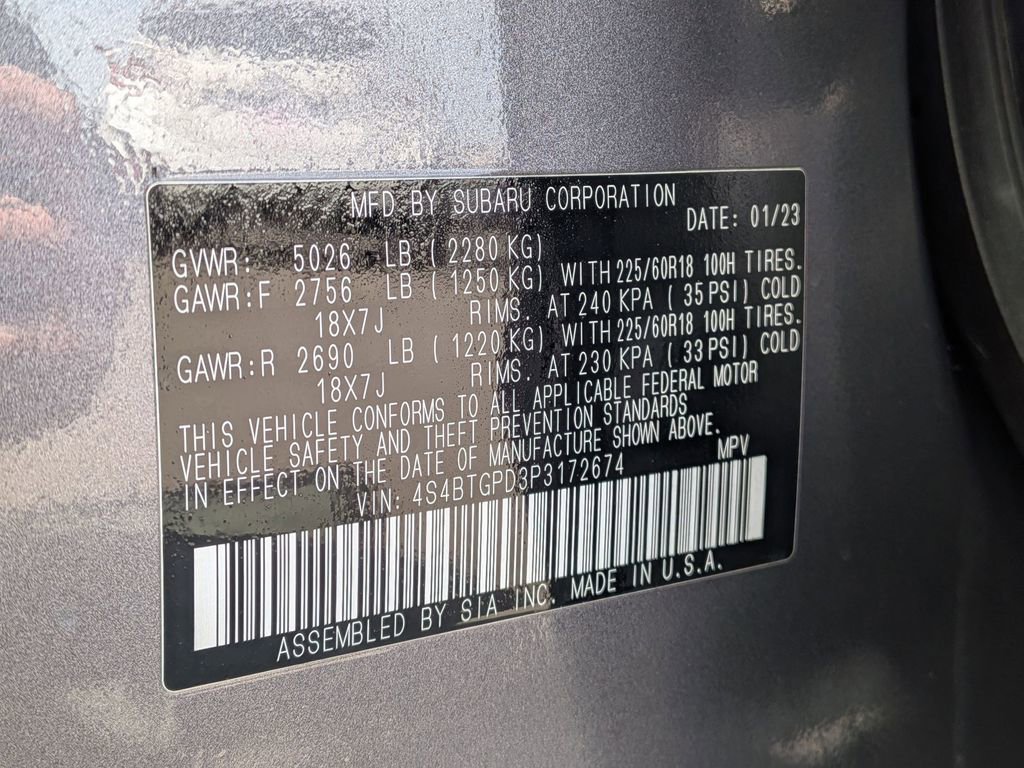 MFD BY SUBARU CORPORATION
DATE: 01/23
GVWR: 5026 LB ( 2280 KG)
GAWR:F 2756 LB ( 1250 KG) WITH 225/60R18 100H TIRES.
18X7J RIMS. AT 240 KPA ( 35 PSI) COLD
GAWR:R 2690 LB ( 1220 KG) WITH 225/60R18 100H TIRES.
18X7J RIMS. AT 230 KPA ( 33 PSI) COLD
THIS VEHICLE CONFORMS TO ALL APPLICABLE FEDERAL MOTOR
VEHICLE SAFETY AND THEFT PREVENTION STANDARDS
IN EFFECT ON THE DATE OF MANUFACTURE SHOWN ABOVE.
VIN: 4S4BTGPD3P3172674 MPV
ASSEMBLED BY SIA INC. MADE IN U.S.A.